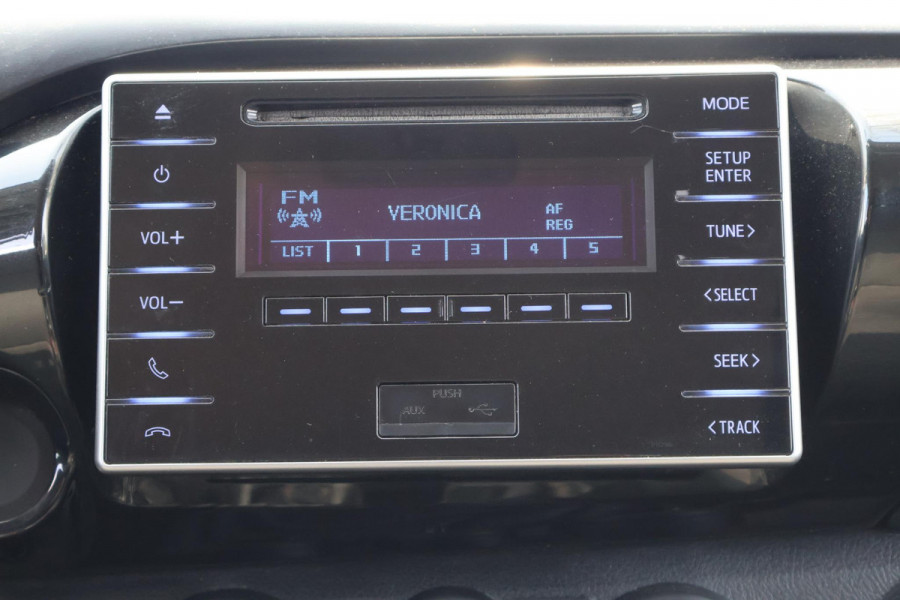 MODE
SETUP
ENTER
VOL+
TUNE>
VOL−
<SELECT
SEEK>
<TRACK
FM
VERONICA
AF
REG
LIST 1 2 3 4 5
PUSH
AUX